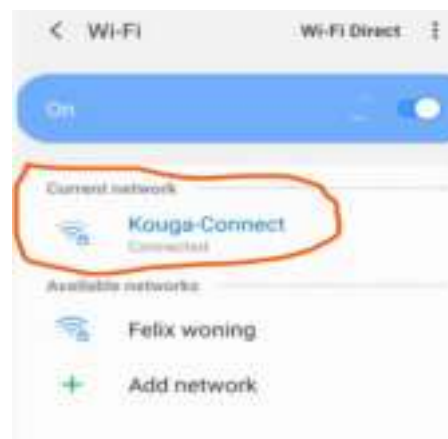 Wi-Fi Wi-Fi Direct
On
Current network
Kouga-Connect
Connected
Available networks
Felix woning
Add network